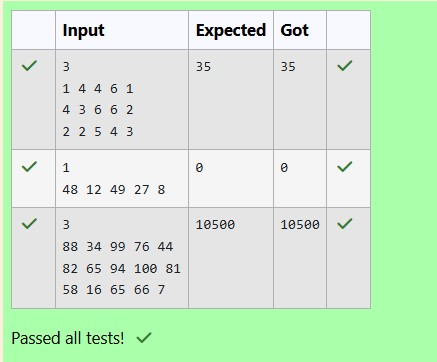 Input Expected Got
3 35 35
1 4 4 6 1
4 3 6 6 2
2 2 5 4 3
1 0 0
48 12 49 27 8
3 10500 10500
88 34 99 76 44
82 65 94 100 81
58 16 65 66 7
Passed all tests!